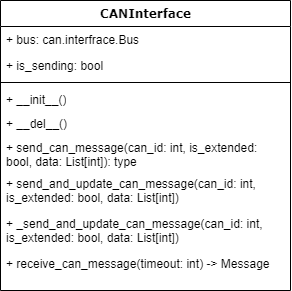 CANInterface
+ bus: can.interfrace.Bus
+ is_sending: bool
+ __init__()
+ __del__()
+ send_can_message(can_id: int, is_extended:
bool, data: List[int]): type
+ send_and_update_can_message(can_id: int,
is_extended: bool, data: List[int])
+ _send_and_update_can_message(can_id: int,
is_extended: bool, data: List[int])
+ receive_can_message(timeout: int) -> Message